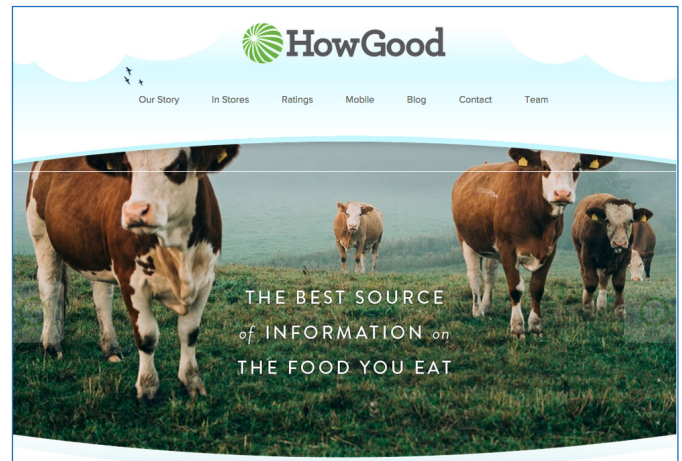 HowGood
Our Story In Stores Ratings Mobile Blog Contact Team
THE BEST SOURCE
of INFORMATION on
THE FOOD YOU EAT